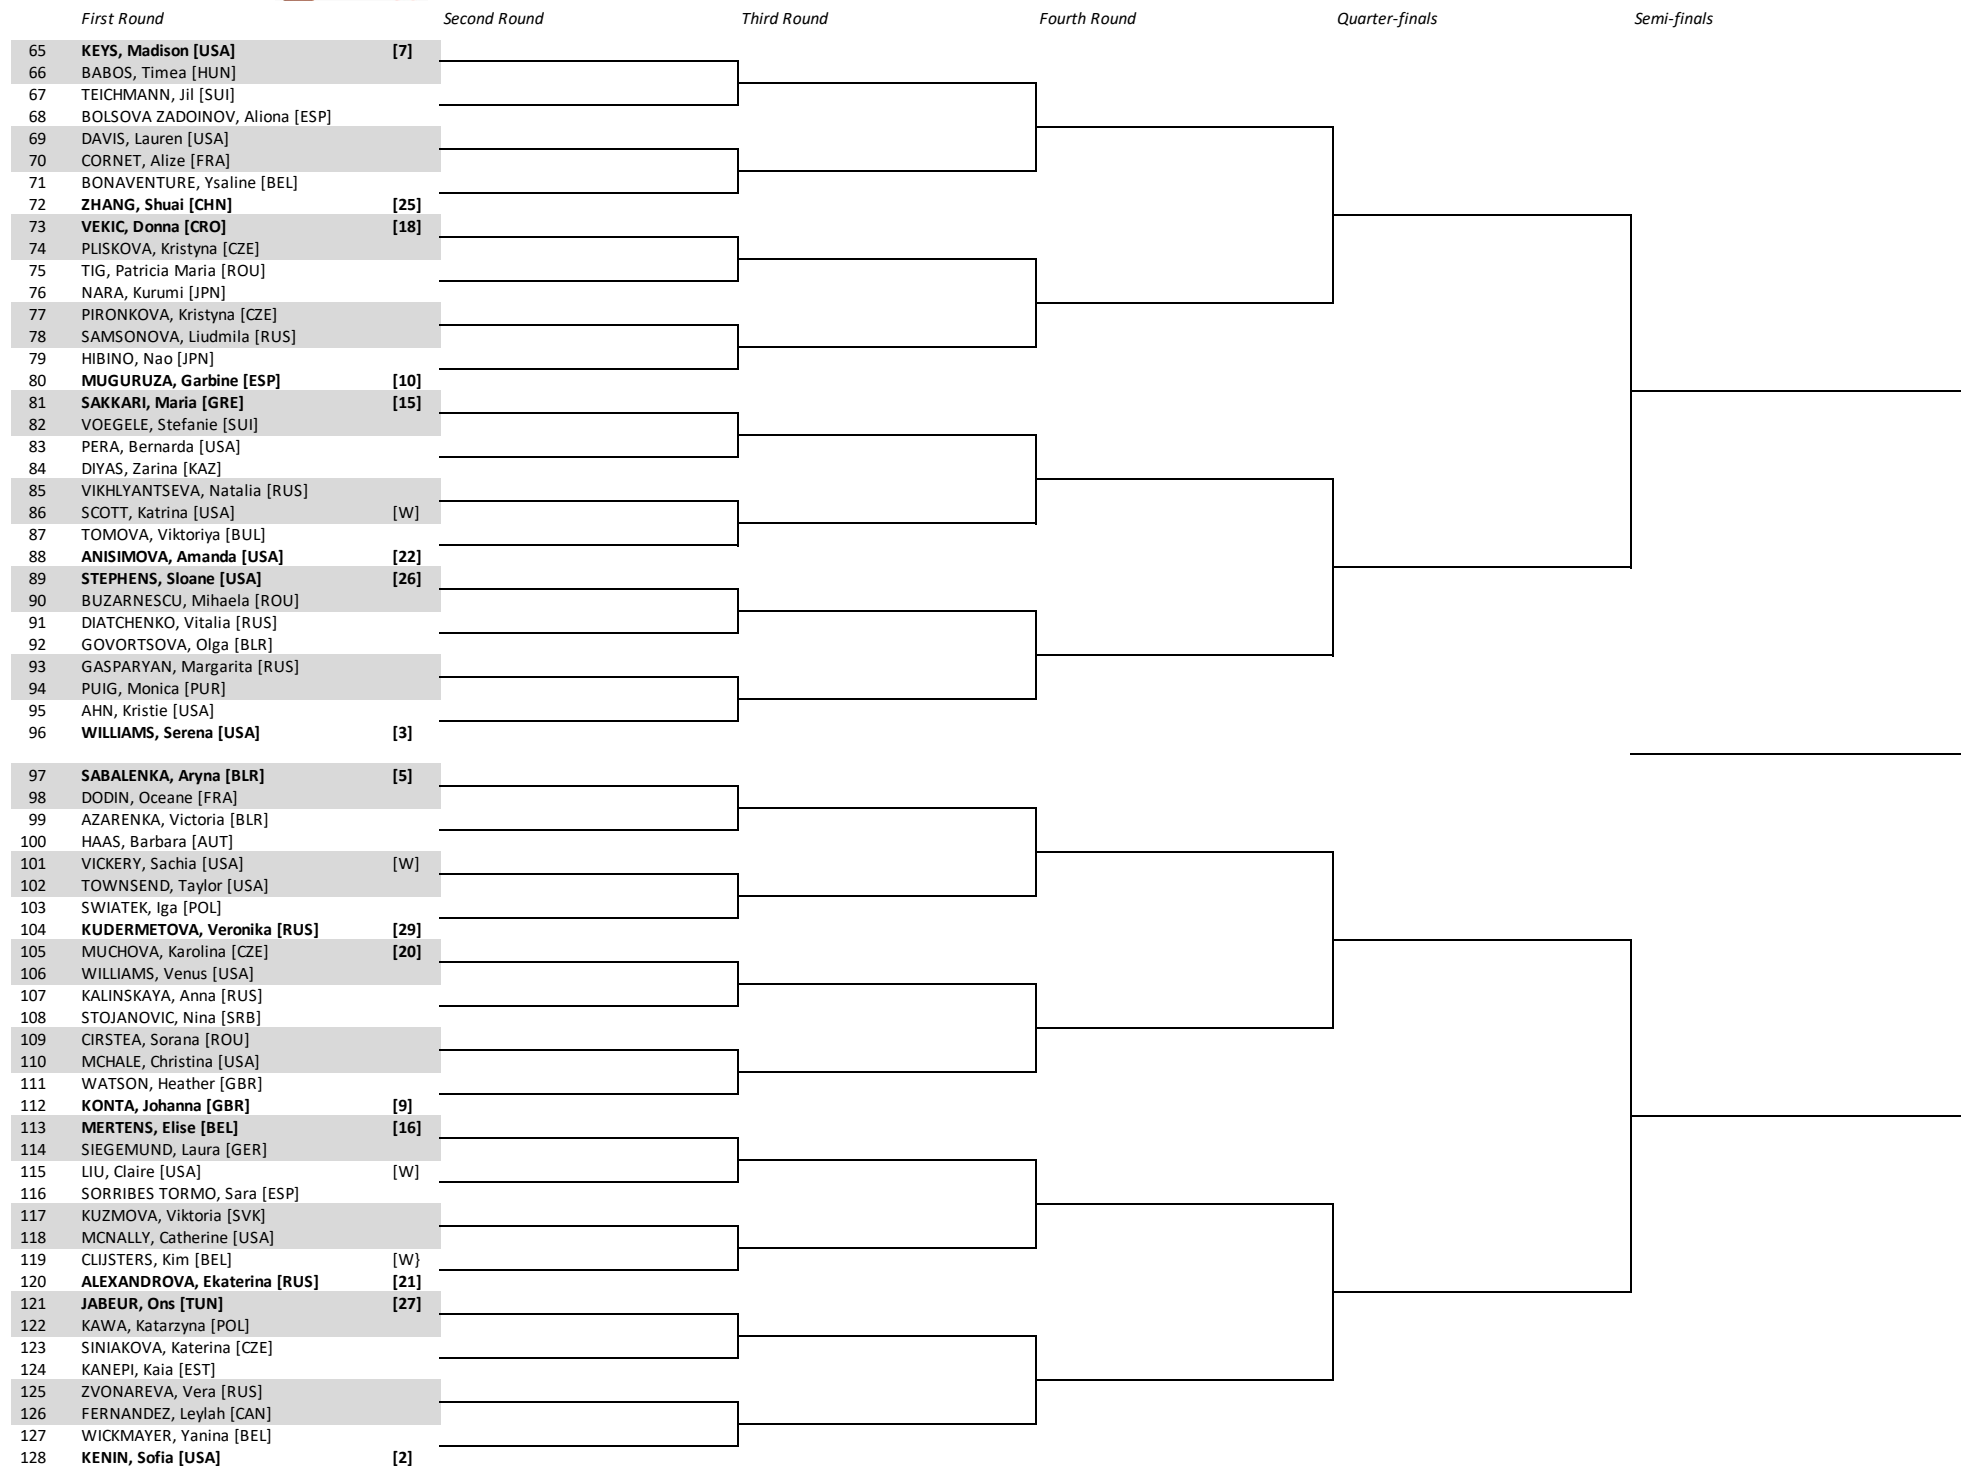 First Round Second Round Third Round Fourth Round Quarter-finals Semi-finals
65 KEYS, Madison [USA] [7]
66 BABOS, Timea [HUN]
67 TEICHMANN, Jil [SUI]
68 BOLSOVA ZADOINOV, Aliona [ESP]
69 DAVIS, Lauren [USA]
70 CORNET, Alize [FRA]
71 BONAVENTURE, Ysaline [BEL]
72 ZHANG, Shuai [CHN] [25]
73 VEKIC, Donna [CRO] [18]
74 PLISKOVA, Kristyna [CZE]
75 TIG, Patricia Maria [ROU]
76 NARA, Kurumi [JPN]
77 PIRONKOVA, Kristyna [CZE]
78 SAMSONOVA, Liudmila [RUS]
79 HIBINO, Nao [JPN]
80 MUGURUZA, Garbine [ESP] [10]
81 SAKKARI, Maria [GRE] [15]
82 VOEGELE, Stefanie [SUI]
83 PERA, Bernarda [USA]
84 DIYAS, Zarina [KAZ]
85 VIKHLYANTSEVA, Natalia [RUS]
86 SCOTT, Katrina [USA] [W]
87 TOMOVA, Viktoriya [BUL]
88 ANISIMOVA, Amanda [USA] [22]
89 STEPHENS, Sloane [USA] [26]
90 BUZARNESCU, Mihaela [ROU]
91 DIATCHENKO, Vitalia [RUS]
92 GOVORTSOVA, Olga [BLR]
93 GASPARYAN, Margarita [RUS]
94 PUIG, Monica [PUR]
95 AHN, Kristie [USA]
96 WILLIAMS, Serena [USA] [3]
97 SABALENKA, Aryna [BLR] [5]
98 DODIN, Oceane [FRA]
99 AZARENKA, Victoria [BLR]
100 HAAS, Barbara [AUT]
101 VICKERY, Sachia [USA] [W]
102 TOWNSEND, Taylor [USA]
103 SWIATEK, Iga [POL]
104 KUDERMETOVA, Veronika [RUS] [29]
105 MUCHOVA, Karolina [CZE] [20]
106 WILLIAMS, Venus [USA]
107 KALINSKAYA, Anna [RUS]
108 STOJANOVIC, Nina [SRB]
109 CIRSTEA, Sorana [ROU]
110 MCHALE, Christina [USA]
111 WATSON, Heather [GBR]
112 KONTA, Johanna [GBR] [9]
113 MERTENS, Elise [BEL] [16]
114 SIEGEMUND, Laura [GER]
115 LIU, Claire [USA] [W]
116 SORRIBES TORMO, Sara [ESP]
117 KUZMOVA, Viktoria [SVK]
118 MCNALLY, Catherine [USA]
119 CLIJSTERS, Kim [BEL] [W}
120 ALEXANDROVA, Ekaterina [RUS] [21]
121 JABEUR, Ons [TUN] [27]
122 KAWA, Katarzyna [POL]
123 SINIAKOVA, Katerina [CZE]
124 KANEPI, Kaia [EST]
125 ZVONAREVA, Vera [RUS]
126 FERNANDEZ, Leylah [CAN]
127 WICKMAYER, Yanina [BEL]
128 KENIN, Sofia [USA] [2]